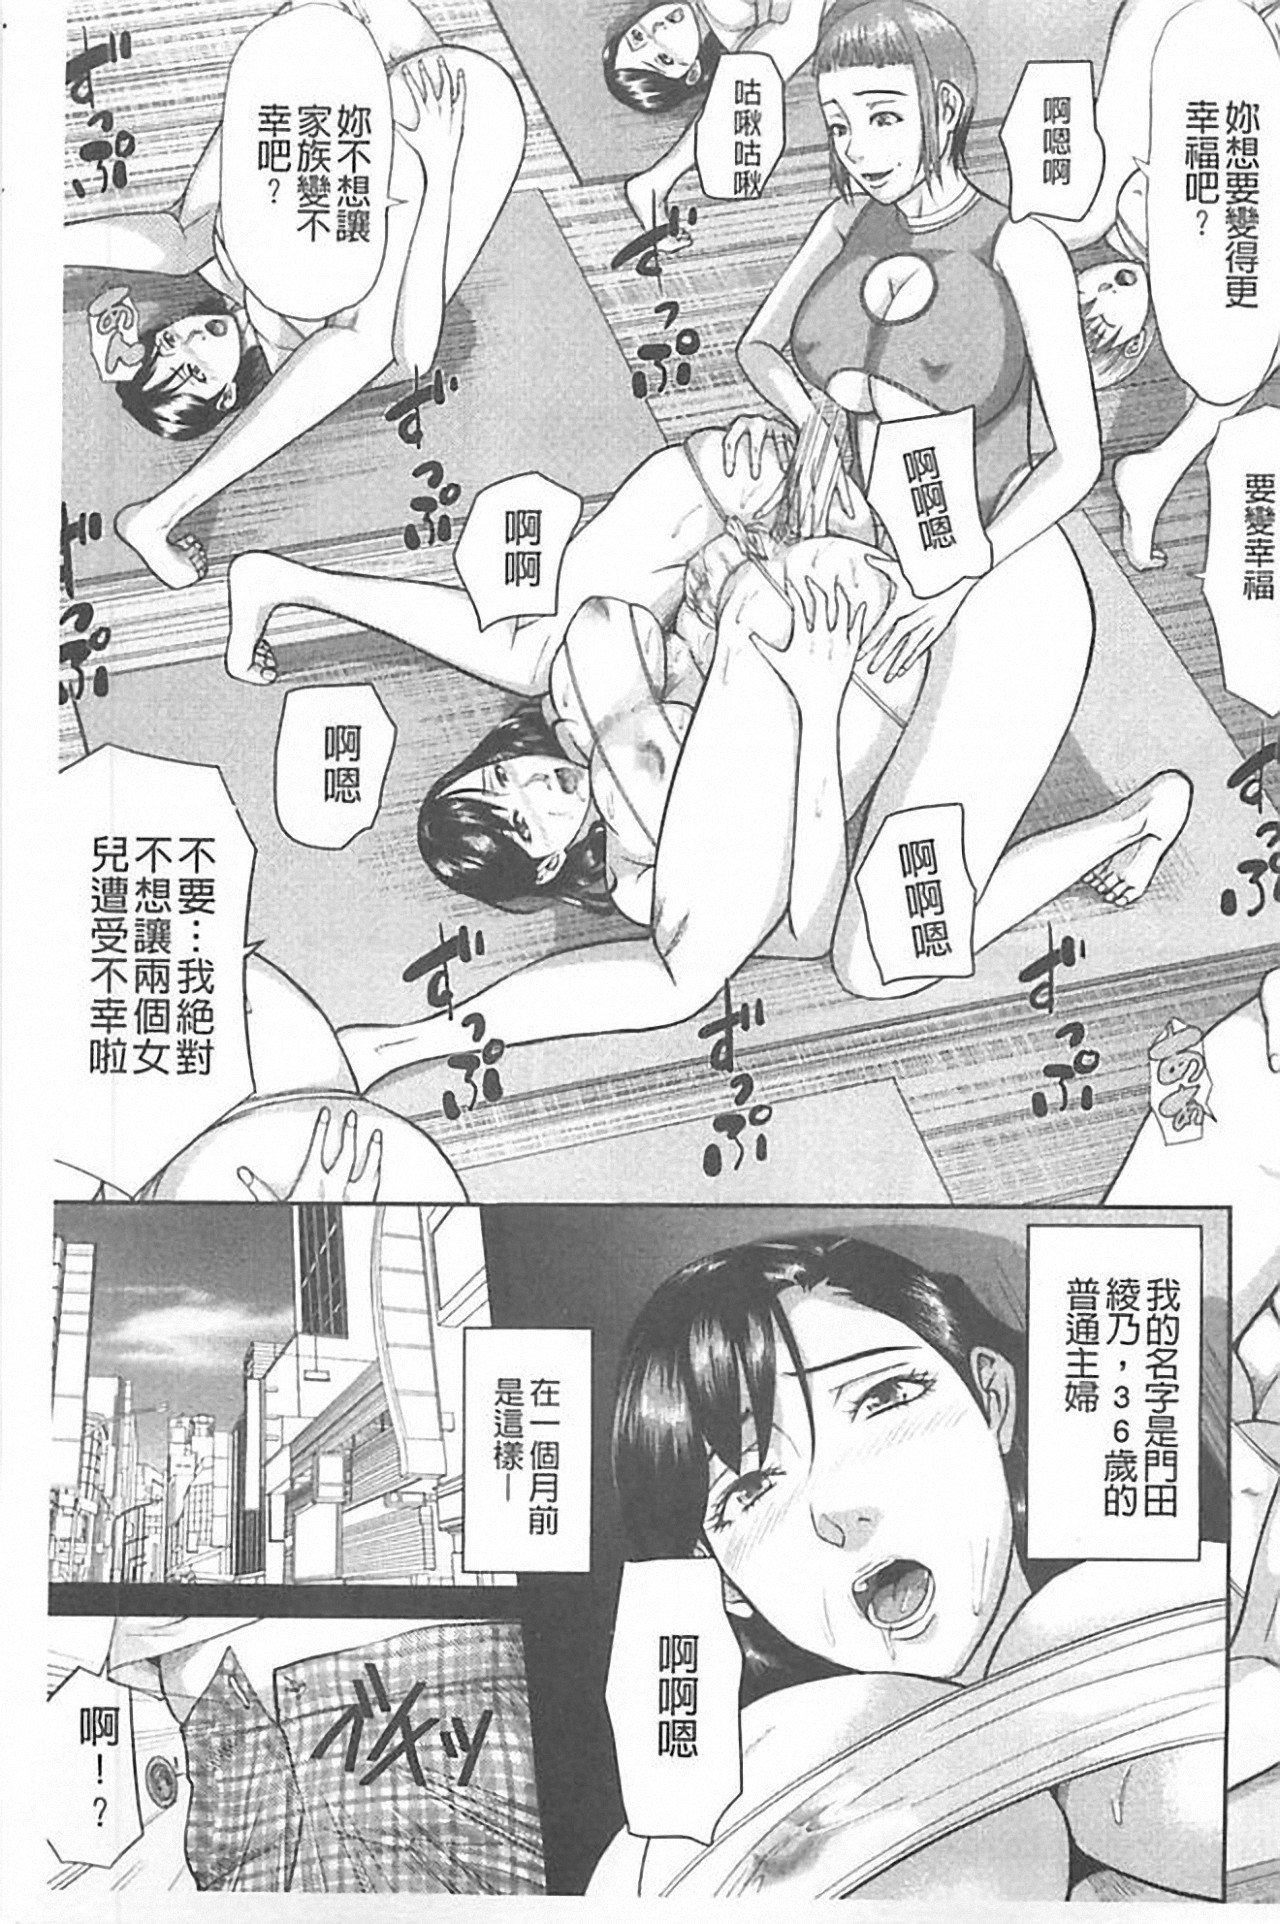 妳想要變得更
幸福吧？
要變幸福
啊嗯啊
咕啾咕啾
妳不想讓
家族變不
幸吧？
あん
啊啊嗯
啊啊
啊嗯
啊啊嗯
不要…我絕對
不想讓兩個女
兒遭受不幸啦
ずっぷ
ずっぷ
ずっぷ
ずっぷ
ずっぷ
ずっぷ
ずっぷ
ずっぷ
我的名字是門田
綾乃，36歲的
普通主婦
啊啊嗯
在一個月前
是這樣—
ブチッ
啊！？